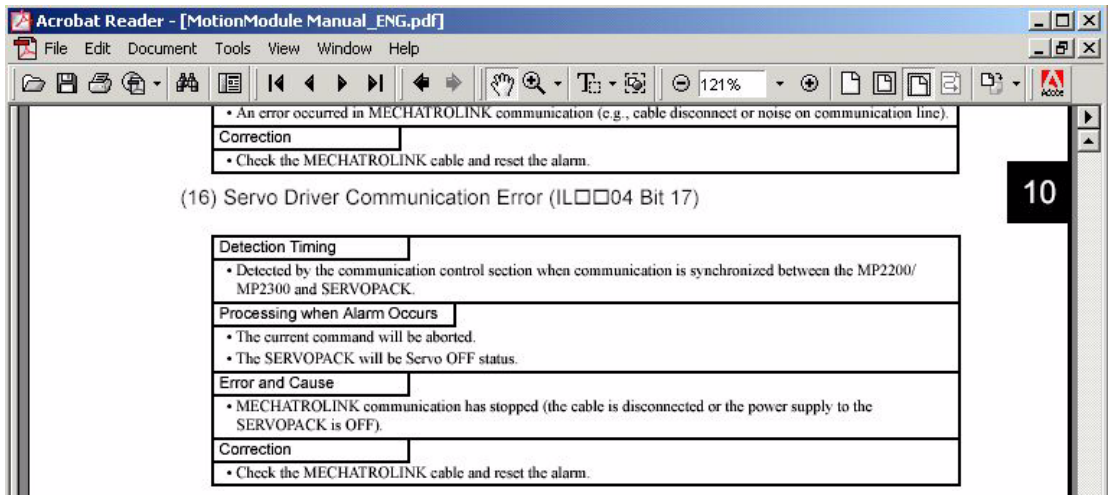 Acrobat Reader - [MotionModule Manual_ENG.pdf]
File Edit Document Tools View Window Help
121%
Adobe
• An error occurred in MECHATROLINK communication (e.g., cable disconnect or noise on communication line).
Correction
• Check the MECHATROLINK cable and reset the alarm.
(16) Servo Driver Communication Error (IL□□04 Bit 17)
10
Detection Timing
• Detected by the communication control section when communication is synchronized between the MP2200/
MP2300 and SERVOPACK.
Processing when Alarm Occurs
• The current command will be aborted.
• The SERVOPACK will be Servo OFF status.
Error and Cause
• MECHATROLINK communication has stopped (the cable is disconnected or the power supply to the
SERVOPACK is OFF).
Correction
• Check the MECHATROLINK cable and reset the alarm.